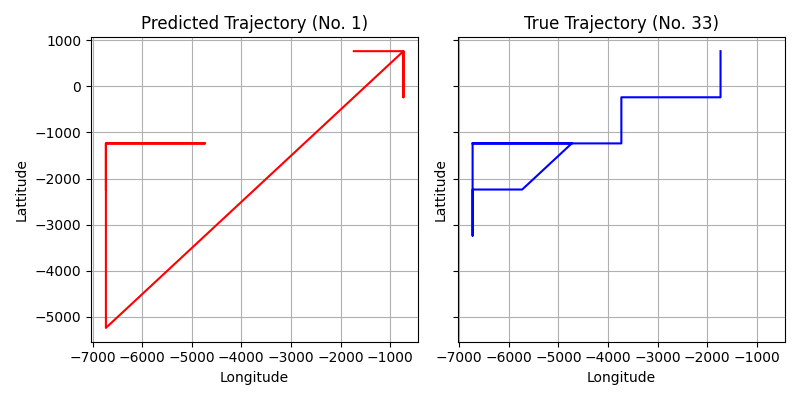 Predicted Trajectory (No. 1)
True Trajectory (No. 33)
1000
0
−1000
−2000
−3000
−4000
−5000
Lattitude
Lattitude
−7000 −6000 −5000 −4000 −3000 −2000 −1000
−7000 −6000 −5000 −4000 −3000 −2000 −1000
Longitude
Longitude